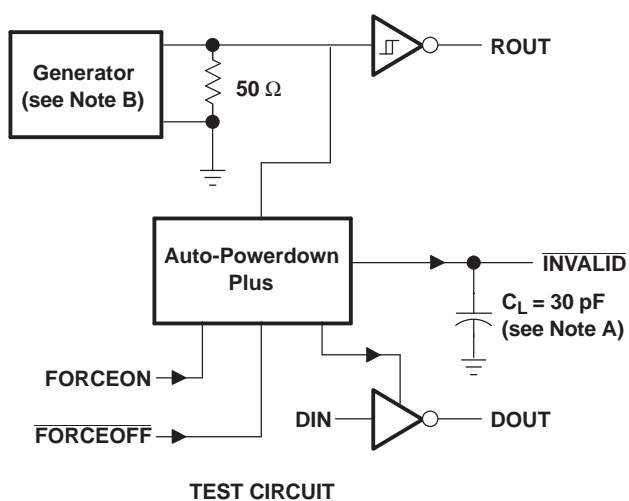 ROUT
Generator
(see Note B)
50 Ω
Auto-Powerdown
Plus
INVALID
CL = 30 pF
(see Note A)
FORCEON
FORCEOFF
DIN
DOUT
TEST CIRCUIT